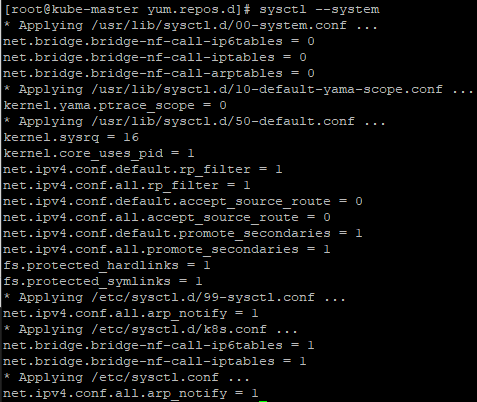 [root@kube-master yum.repos.d]# sysctl --system
* Applying /usr/lib/sysctl.d/00-system.conf ...
net.bridge.bridge-nf-call-ip6tables = 0
net.bridge.bridge-nf-call-iptables = 0
net.bridge.bridge-nf-call-arptables = 0
* Applying /usr/lib/sysctl.d/10-default-yama-scope.conf ...
kernel.yama.ptrace_scope = 0
* Applying /usr/lib/sysctl.d/50-default.conf ...
kernel.sysrq = 16
kernel.core_uses_pid = 1
net.ipv4.conf.default.rp_filter = 1
net.ipv4.conf.all.rp_filter = 1
net.ipv4.conf.default.accept_source_route = 0
net.ipv4.conf.all.accept_source_route = 0
net.ipv4.conf.default.promote_secondaries = 1
net.ipv4.conf.all.promote_secondaries = 1
fs.protected_hardlinks = 1
fs.protected_symlinks = 1
* Applying /etc/sysctl.d/99-sysctl.conf ...
net.ipv4.conf.all.arp_notify = 1
* Applying /etc/sysctl.d/k8s.conf ...
net.bridge.bridge-nf-call-ip6tables = 1
net.bridge.bridge-nf-call-iptables = 1
* Applying /etc/sysctl.conf ...
net.ipv4.conf.all.arp_notify = 1